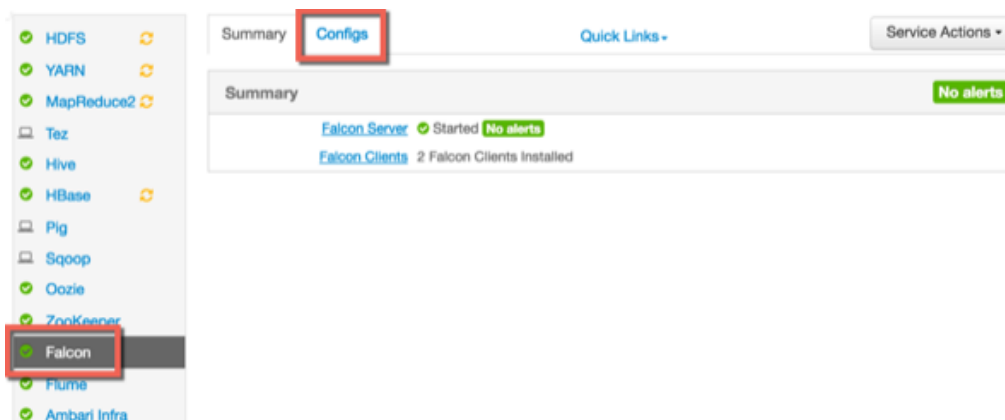 HDFS
YARN
MapReduce2
Tez
Hive
HBase
Pig
Sqoop
Oozie
ZooKeeper
Falcon
Flume
Ambari Infra
Summary Configs Quick Links Service Actions
Summary No alerts
Falcon Server Started No alerts
Falcon Clients 2 Falcon Clients Installed